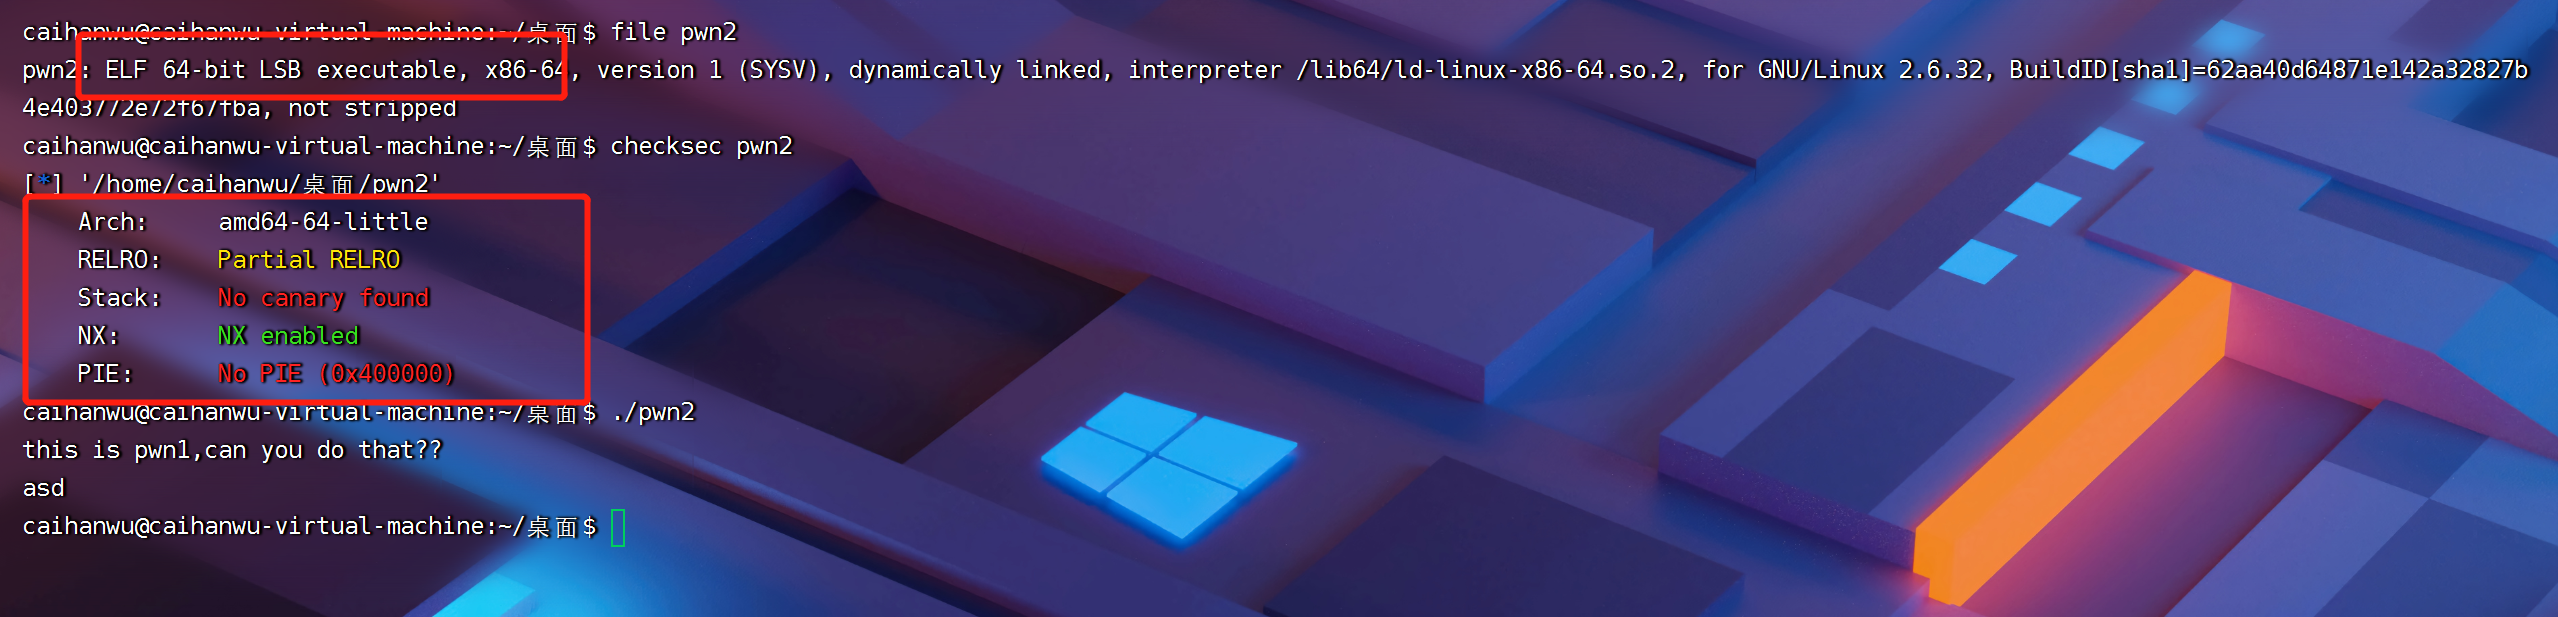 caihanwu@caihanwu-virtual-machine:~/桌面$ file pwn2
pwn2: ELF 64-bit LSB executable, x86-64, version 1 (SYSV), dynamically linked, interpreter /lib64/ld-linux-x86-64.so.2, for GNU/Linux 2.6.32, BuildID[sha1]=62aa40d64871e142a32827b
4e403772e72f67fba, not stripped
caihanwu@caihanwu-virtual-machine:~/桌面$ checksec pwn2
[*] '/home/caihanwu/桌面/pwn2'
Arch: amd64-64-little
RELRO: Partial RELRO
Stack: No canary found
NX: NX enabled
PIE: No PIE (0x400000)
caihanwu@caihanwu-virtual-machine:~/桌面$ ./pwn2
this is pwn1,can you do that??
asd
caihanwu@caihanwu-virtual-machine:~/桌面$